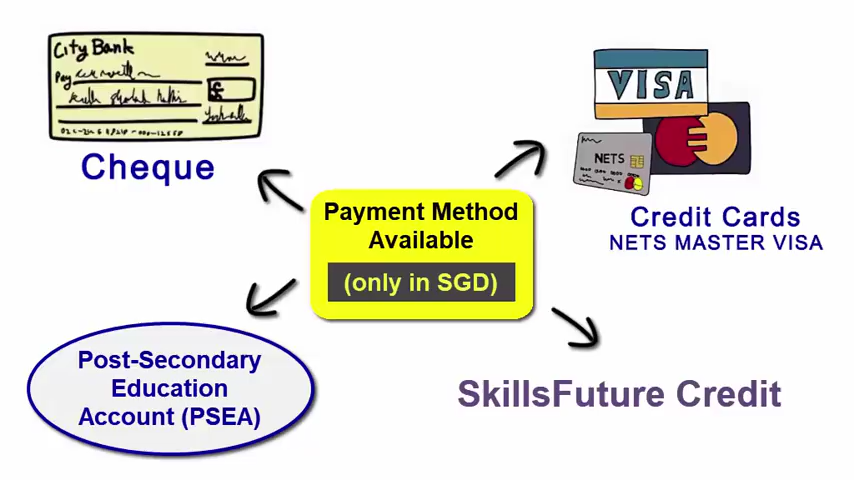 City Bank
Pay
Cheque
VISA
NETS
Credit Cards
NETS MASTER VISA
Payment Method
Available
(only in SGD)
Post-Secondary
Education
Account (PSEA)
SkillsFuture Credit